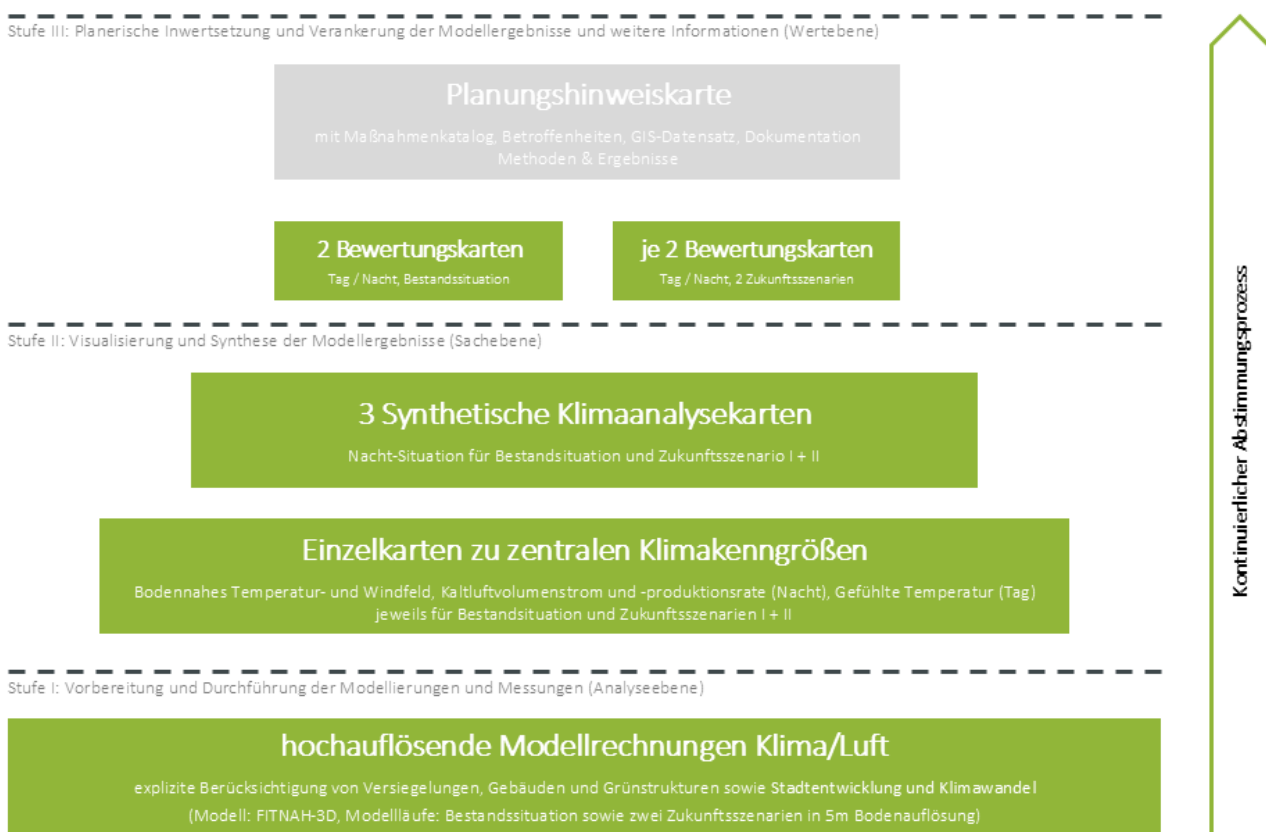 Stufe III: Planerische Inwertsetzung und Verankerung der Modellergebnisse und weitere Informationen (Wertebene)
Planungshinweiskarte
mit Maßnahmenkatalog, Betroffenheiten, GIS-Datensatz, Dokumentation
Methoden & Ergebnisse
2 Bewertungskarten
Tag / Nacht, Bestandssituation
je 2 Bewertungskarten
Tag / Nacht, 2 Zukunftsszenarien
Stufe II: Visualisierung und Synthese der Modellergebnisse (Sachebene)
3 Synthetische Klimaanalysekarten
Nacht-Situation für Bestandsituation und Zukunftsszenario I + II
Einzelkarten zu zentralen Klimakenngrößen
Bodennahes Temperatur- und Windfeld, Kaltluftvolumenstrom und -produktionsrate (Nacht), Gefühlte Temperatur (Tag)
jeweils für Bestandsituation und Zukunftsszenarien I + II
Stufe I: Vorbereitung und Durchführung der Modellierungen und Messungen (Analyseebene)
hochauflösende Modellrechnungen Klima/Luft
explizite Berücksichtigung von Versiegelungen, Gebäuden und Grünstrukturen sowie Stadtentwicklung und Klimawandel
(Modell: FITNAH-3D, Modellläufe: Bestandssituation sowie zwei Zukunftsszenarien in 5m Bodenauflösung)
Kontinuierlicher Abstimmungsprozess